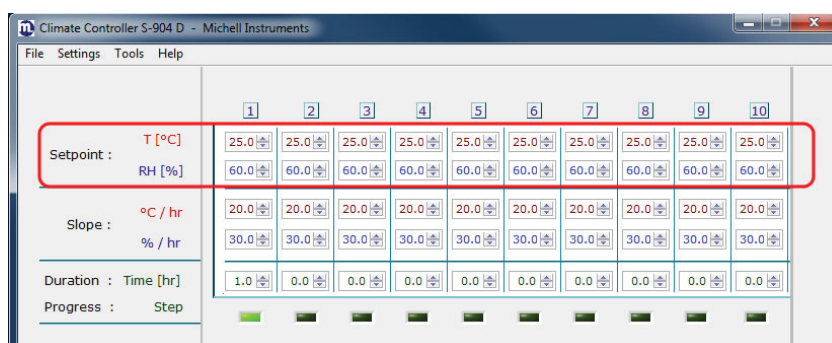 Climate Controller S-904 D - Michell Instruments
File Settings Tools Help
1 2 3 4 5 6 7 8 9 10
Setpoint : T [°C] 25.0 25.0 25.0 25.0 25.0 25.0 25.0 25.0 25.0 25.0
RH [%] 60.0 60.0 60.0 60.0 60.0 60.0 60.0 60.0 60.0 60.0
Slope : °C / hr 20.0 20.0 20.0 20.0 20.0 20.0 20.0 20.0 20.0 20.0
% / hr 30.0 30.0 30.0 30.0 30.0 30.0 30.0 30.0 30.0 30.0
Duration : Time [hr] 1.0 0.0 0.0 0.0 0.0 0.0 0.0 0.0 0.0 0.0
Progress : Step